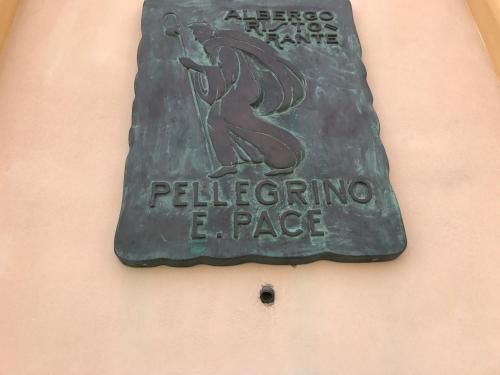 ALBERGO
RISTO-
RANTE
PELLEGRINO
E. PACE